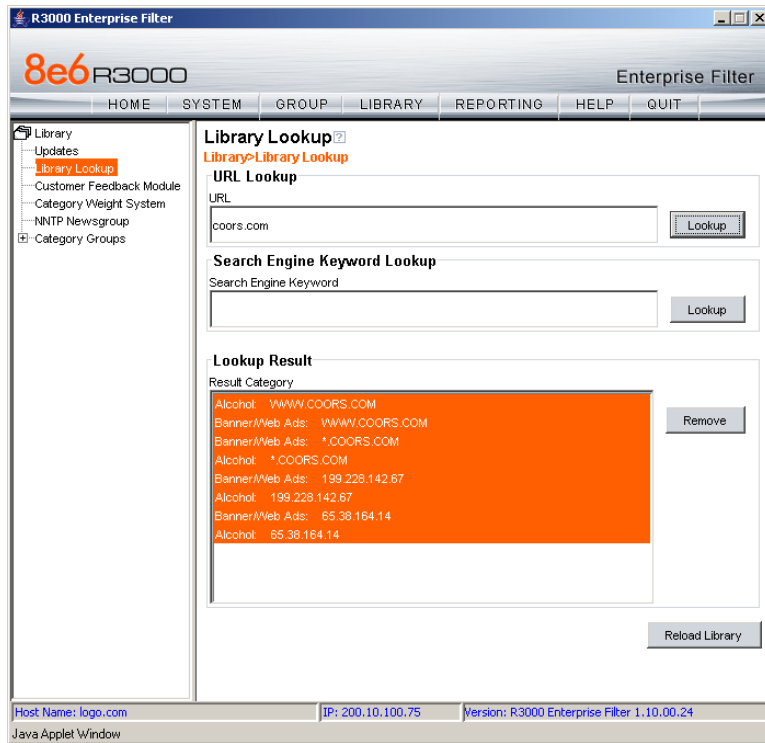 R3000 Enterprise Filter
8e6 R3000
Enterprise Filter
HOME SYSTEM GROUP LIBRARY REPORTING HELP QUIT
Library
Updates
Library Lookup
Customer Feedback Module
Category Weight System
NNTP Newsgroup
Category Groups
Library Lookup
Library>Library Lookup
URL Lookup
URL
coors.com
Lookup
Search Engine Keyword Lookup
Search Engine Keyword
Lookup
Lookup Result
Result Category
Alcohol: WWW.COORS.COM
Banner/Web Ads: WWW.COORS.COM
Banner/Web Ads: *.COORS.COM
Alcohol: *.COORS.COM
Banner/Web Ads: 199.228.142.67
Alcohol: 199.228.142.67
Banner/Web Ads: 65.38.164.14
Alcohol: 65.38.164.14
Remove
Reload Library
Host Name: logo.com IP: 200.10.100.75 Version: R3000 Enterprise Filter 1.10.00.24
Java Applet Window